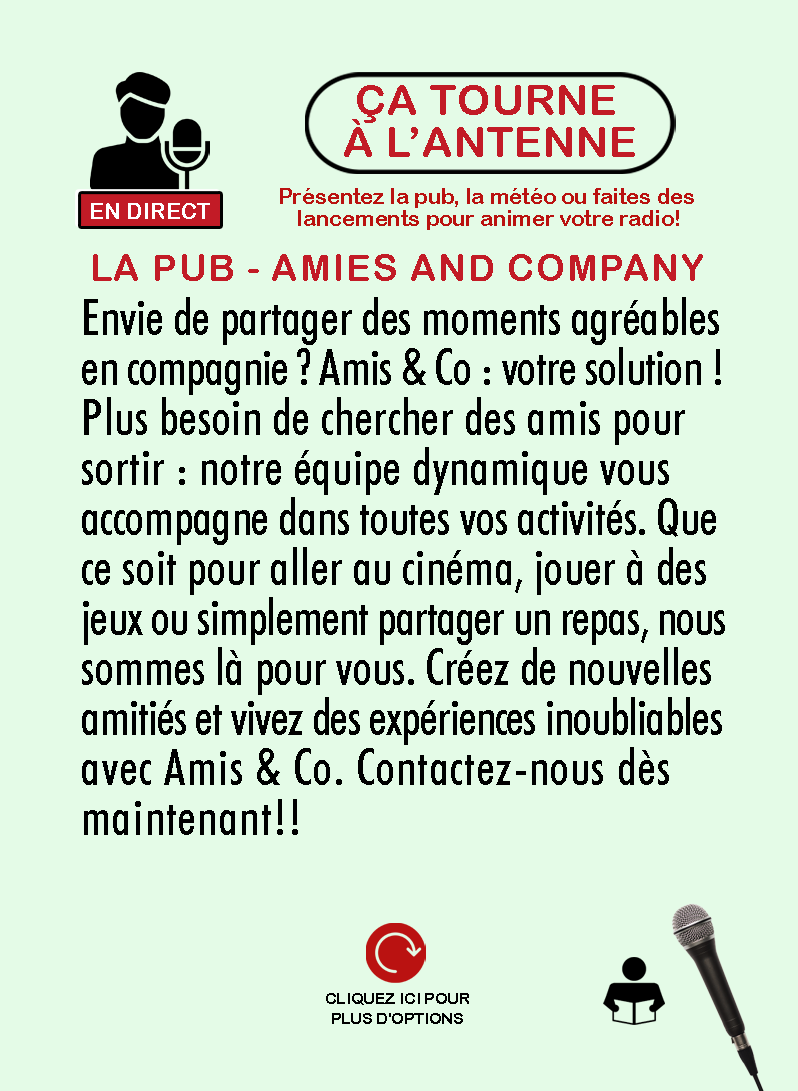 ÇA TOURNE
À L'ANTENNE
EN DIRECT
Présentez la pub, la météo ou faites des
lancements pour animer votre radio!
LA PUB - AMIES AND COMPANY
Envie de partager des moments agréables
en compagnie ? Amis & Co : votre solution !
Plus besoin de chercher des amis pour
sortir : notre équipe dynamique vous
accompagne dans toutes vos activités. Que
ce soit pour aller au cinéma, jouer à des
jeux ou simplement partager un repas, nous
sommes là pour vous. Créez de nouvelles
amitiés et vivez des expériences inoubliables
avec Amis & Co. Contactez-nous dès
maintenant!!
CLIQUEZ ICI POUR
PLUS D'OPTIONS